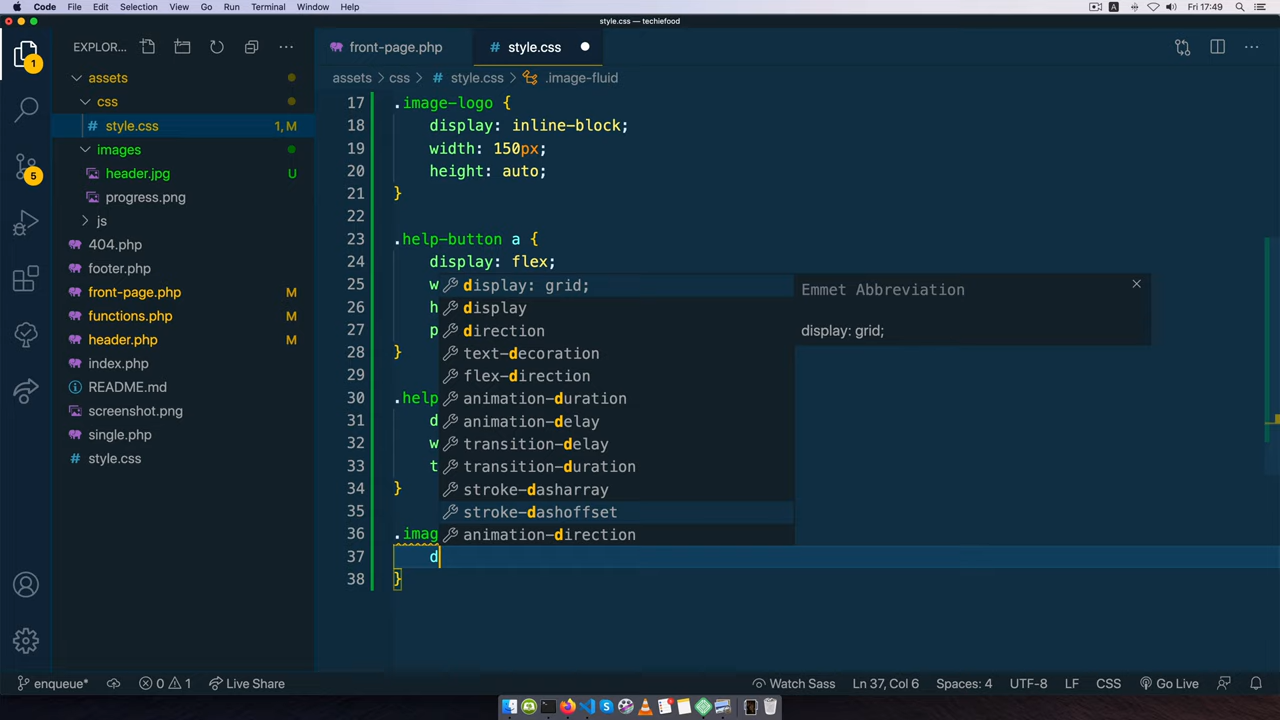 Code File Edit Selection View Go Run Terminal Window Help
A
Fri 17:49
style.css — techiefood
EXPLOR...
front-page.php
# style.css
assets > css > # style.css > .image-fluid
1
assets
css
# style.css 1, M
images
header.jpg U
progress.png
js
404.php
footer.php
front-page.php M
functions.php M
header.php M
index.php
README.md
screenshot.png
single.php
style.css
5
17 .image-logo {
18 display: inline-block;
19 width: 150px;
20 height: auto;
21 }
22
23 .help-button a {
24 display: flex;
25 w
26 h
27 p
28 }
29
30 .help
31 d
32 w
33 t
34 }
35
36 .imag
37 d
38 }
display: grid;
display
direction
text-decoration
flex-direction
animation-duration
animation-delay
transition-delay
transition-duration
stroke-dasharray
stroke-dashoffset
animation-direction
Emmet Abbreviation
display: grid;
enqueue* 0 1 Live Share
Watch Sass Ln 37, Col 6 Spaces: 4 UTF-8 LF CSS Go Live